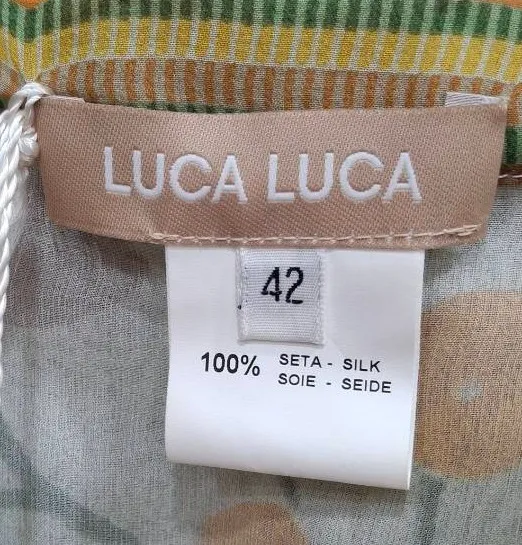 LUCA LUCA
42
100% SETA - SILK
SOIE - SEIDE